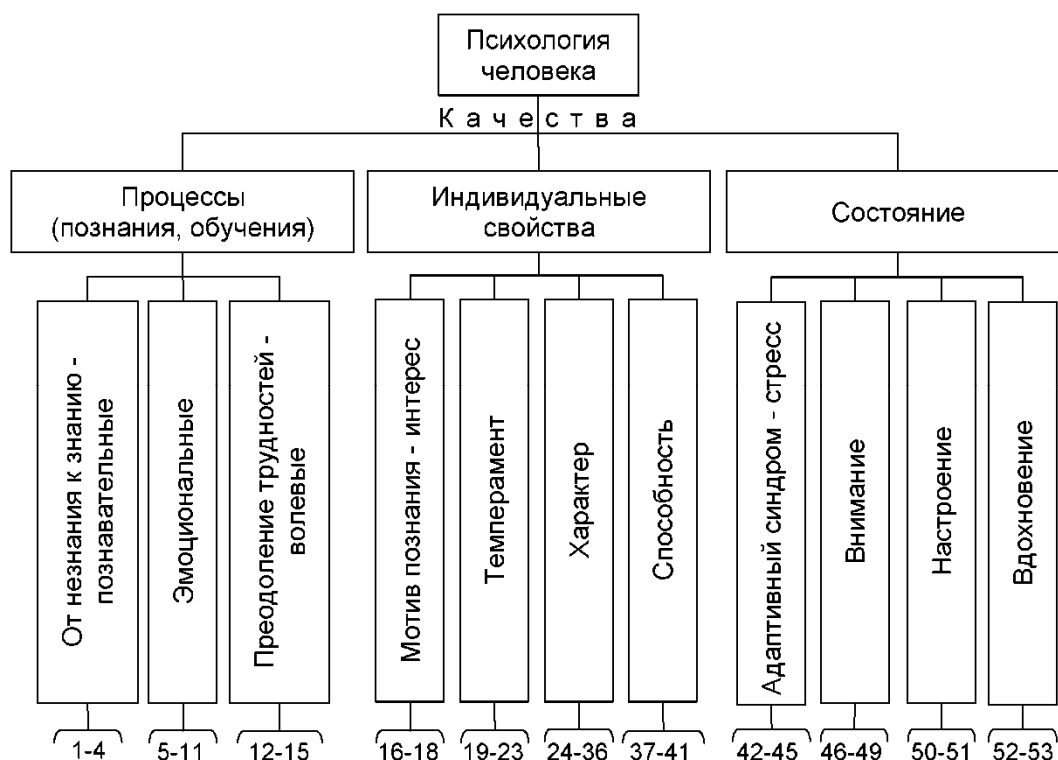 Психология
человека
Качества
Процессы
(познания, обучения)
Индивидуальные
свойства
Состояние
От незнания к знанию -
познавательные
Эмоциональные
Преодоление трудностей -
волевые
Мотив познания - интерес
Темперамент
Характер
Способность
Адаптивный синдром - стресс
Внимание
Настроение
Вдохновение
1-4
5-11
12-15
16-18
19-23
24-36
37-41
42-45
46-49
50-51
52-53